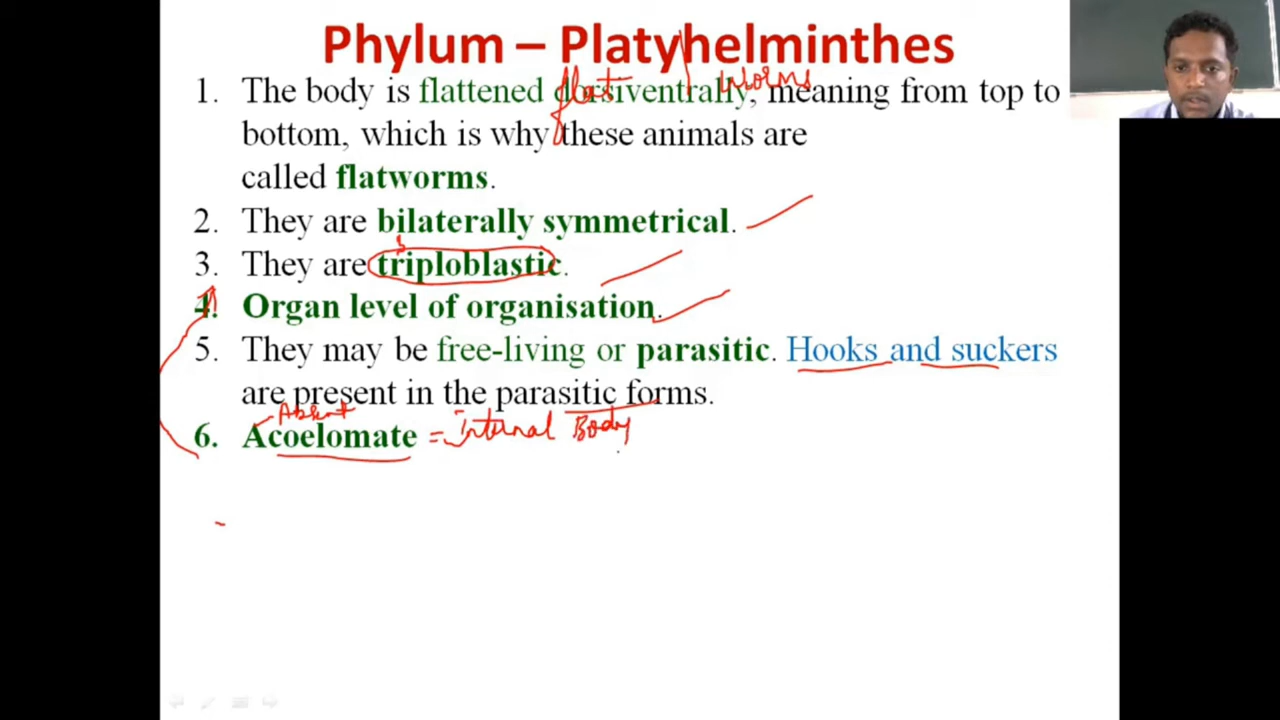 Phylum – Platyhelminthes
flat worms
1. The body is flattened dorsiventrally, meaning from top to
bottom, which is why these animals are
called flatworms.
2. They are bilaterally symmetrical.
3. They are triploblastic.
4. Organ level of organisation.
5. They may be free-living or parasitic. Hooks and suckers
are present in the parasitic forms.
Absent
6. Acoelomate = Internal Body